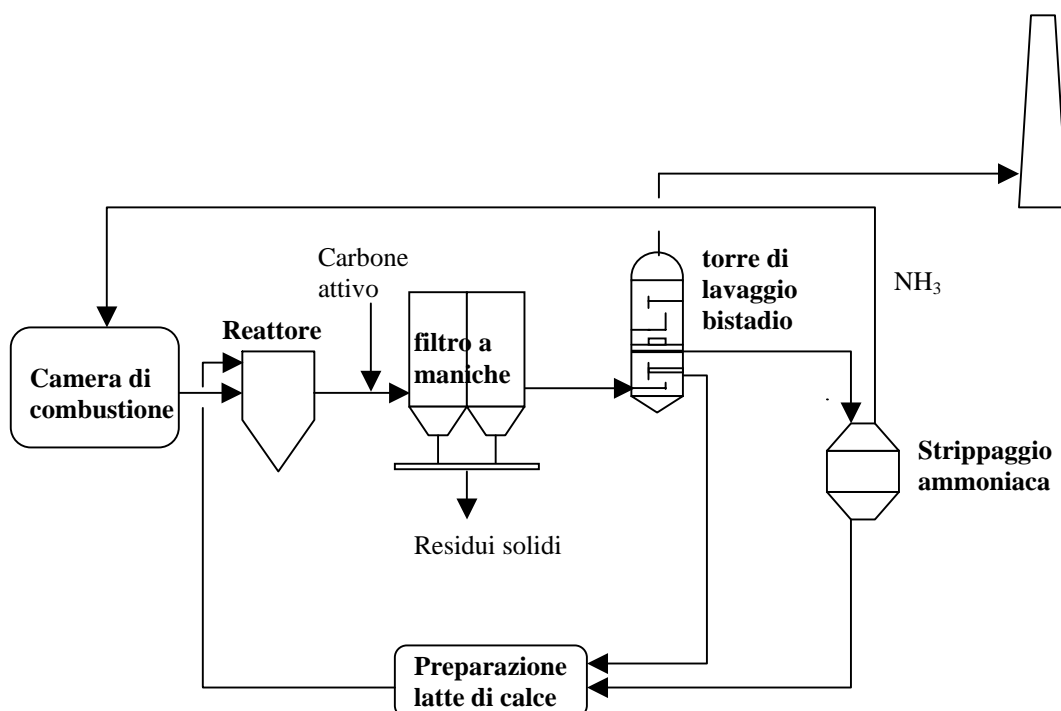 Carbone
attivo
torre di
lavaggio
bistadio
NH₃
Reattore
filtro a
maniche
Camera di
combustione
Strippaggio
ammoniaca
Residui solidi
Preparazione
latte di calce